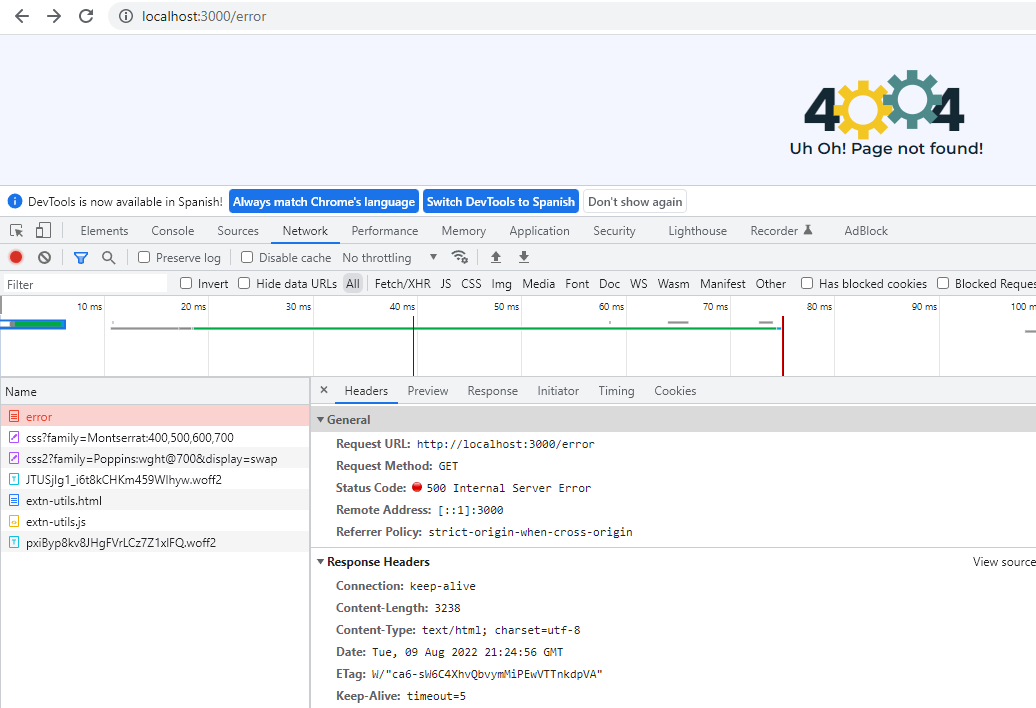 localhost:3000/error
404
Uh Oh! Page not found!
DevTools is now available in Spanish! Always match Chrome's language Switch DevTools to Spanish Don't show again
Elements Console Sources Network Performance Memory Application Security Lighthouse Recorder AdBlock
Preserve log Disable cache No throttling
Filter Invert Hide data URLs All Fetch/XHR JS CSS Img Media Font Doc WS Wasm Manifest Other Has blocked cookies Blocked Reques
10 ms 20 ms 30 ms 40 ms 50 ms 60 ms 70 ms 80 ms 90 ms 100 m
Name × Headers Preview Response Initiator Timing Cookies
error
css?family=Montserrat:400,500,600,700
css2?family=Poppins:wght@700&display=swap
extn-utils.html
extn-utils.js
General
Request URL: http://localhost:3000/error
Request Method: GET
Status Code: 500 Internal Server Error
Remote Address: [::1]:3000
Referrer Policy: strict-origin-when-cross-origin
Response Headers View source
Connection: keep-alive
Content-Length: 3238
Content-Type: text/html; charset=utf-8
Date: Tue, 09 Aug 2022 21:24:56 GMT
ETag: W/"ca6-sW6C4XhvQbvymMiPEwVTTnkdpVA"
Keep-Alive: timeout=5